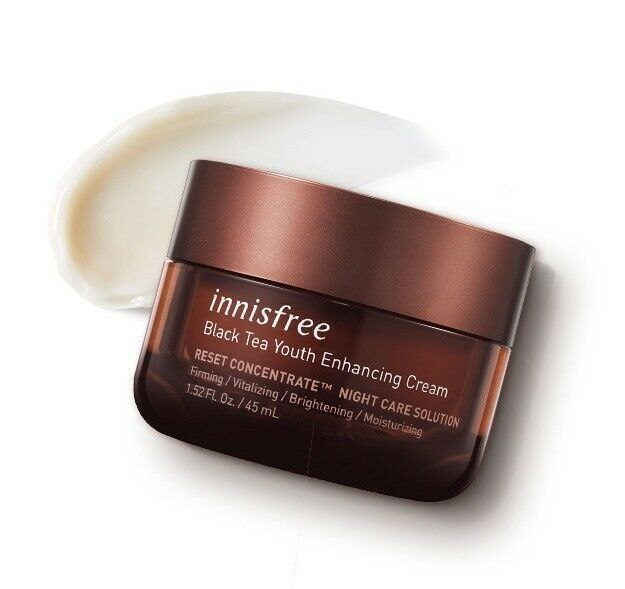 innisfree
Black Tea Youth Enhancing Cream
RESET CONCENTRATE™ NIGHT CARE SOLUTION
Firming / Vitalizing / Brightening / Moisturizing
1.52 Fl. Oz. / 45 mL